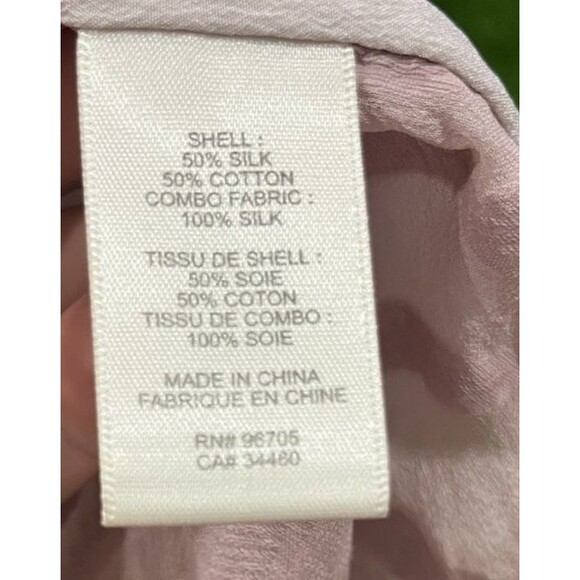 SHELL :
50% SILK
50% COTTON
COMBO FABRIC :
100% SILK
TISSU DE SHELL :
50% SOIE
50% COTON
TISSU DE COMBO :
100% SOIE
MADE IN CHINA
FABRIQUE EN CHINE
RN# 96705
CA# 34460